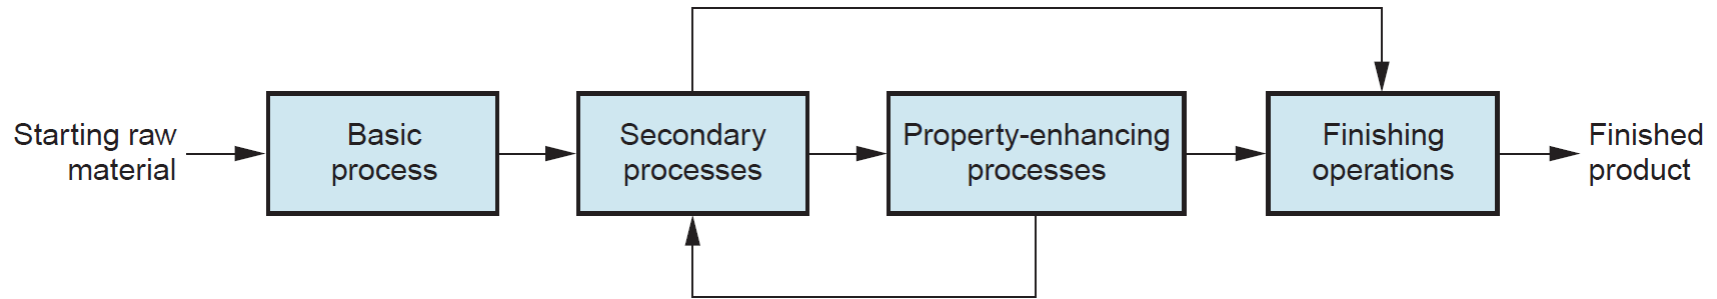 Starting raw
material
Basic
process
Secondary
processes
Property-enhancing
processes
Finishing
operations
Finished
product